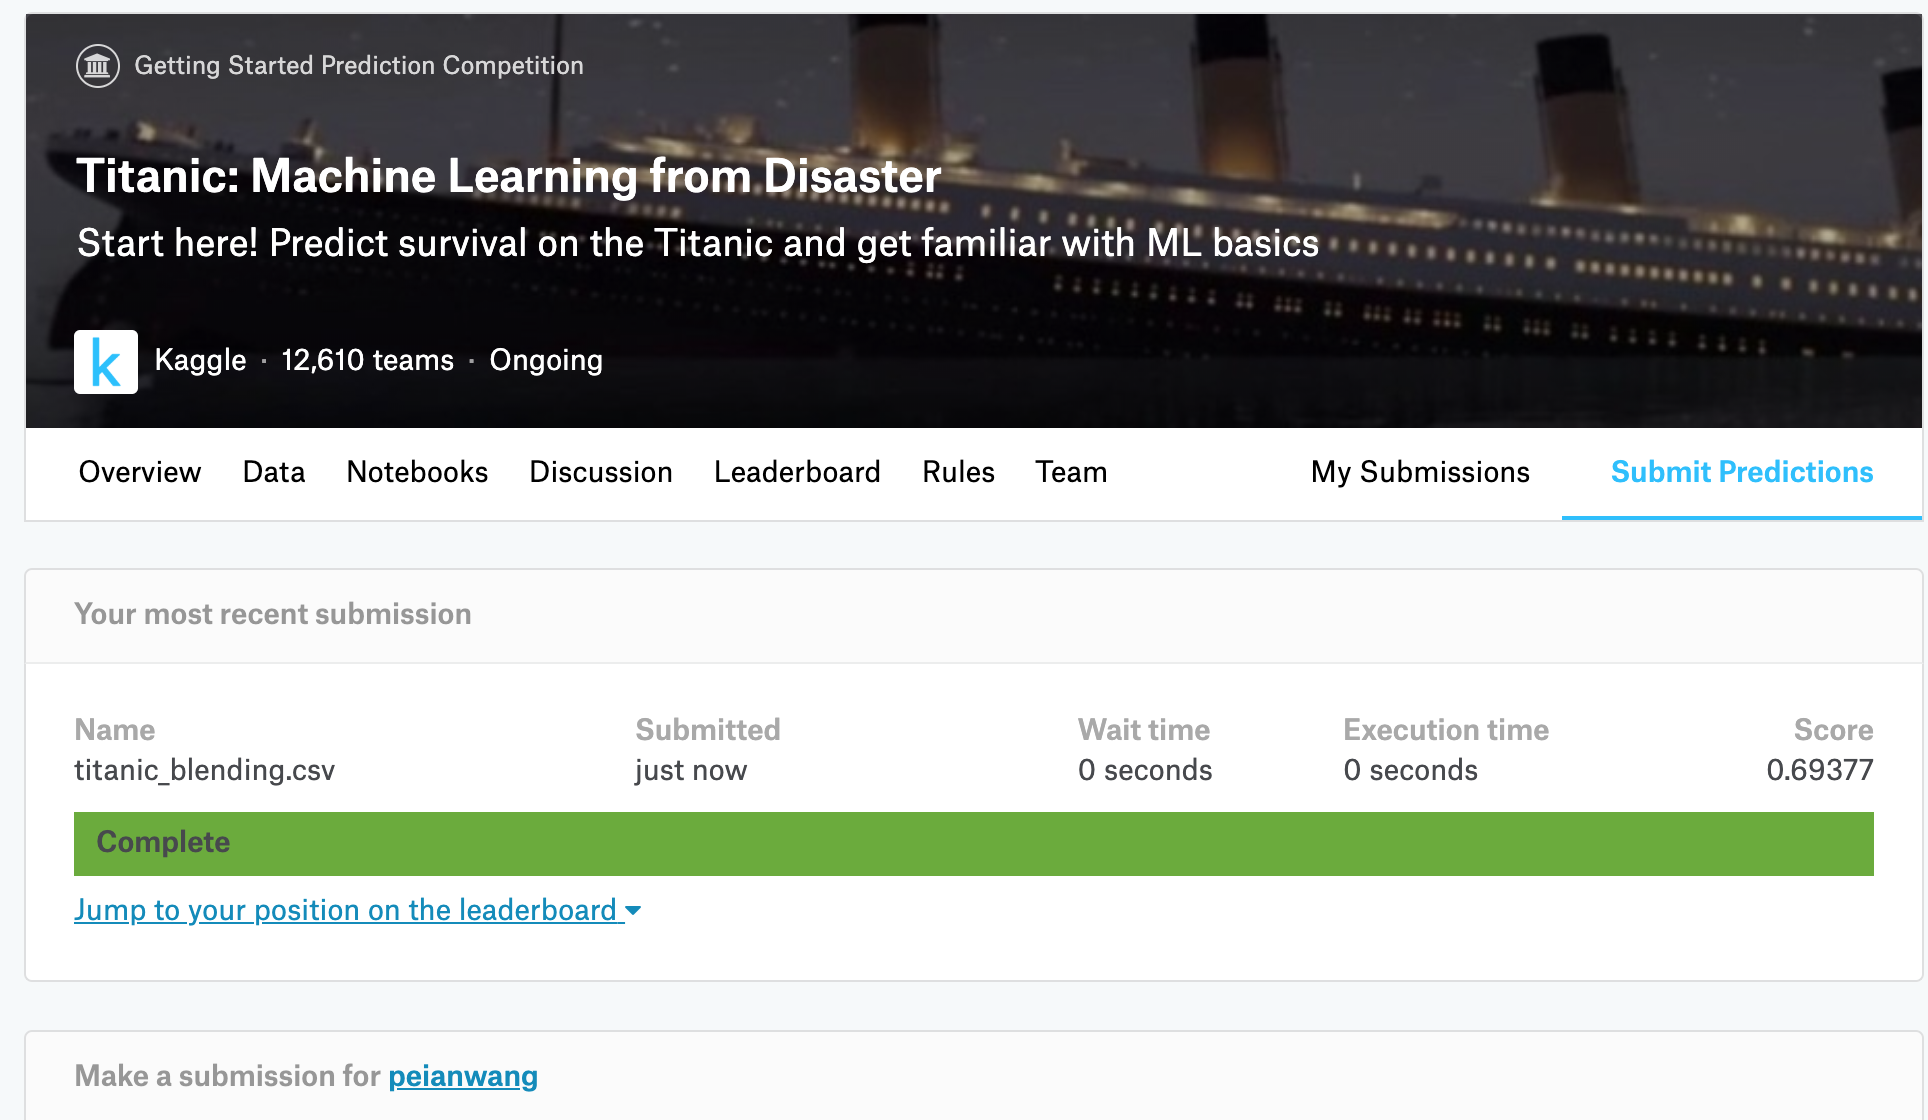 Getting Started Prediction Competition
Titanic: Machine Learning from Disaster
Start here! Predict survival on the Titanic and get familiar with ML basics
k Kaggle · 12,610 teams · Ongoing
Overview Data Notebooks Discussion Leaderboard Rules Team My Submissions Submit Predictions
Your most recent submission
Name Submitted Wait time Execution time Score
titanic_blending.csv just now 0 seconds 0 seconds 0.69377
Complete
Jump to your position on the leaderboard
Make a submission for peianwang